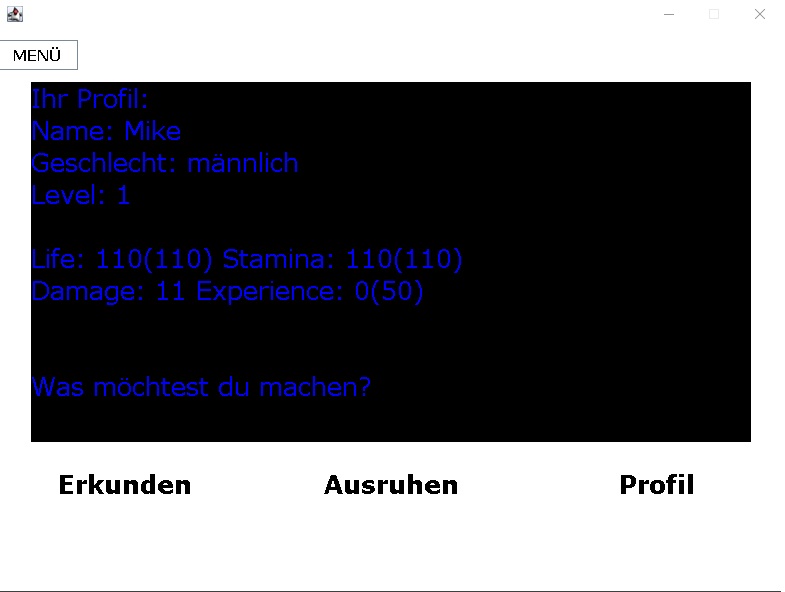 MENÜ
Ihr Profil:
Name: Mike
Geschlecht: männlich
Level: 1
Life: 110(110) Stamina: 110(110)
Damage: 11 Experience: 0(50)
Was möchtest du machen?
Erkunden Ausruhen Profil